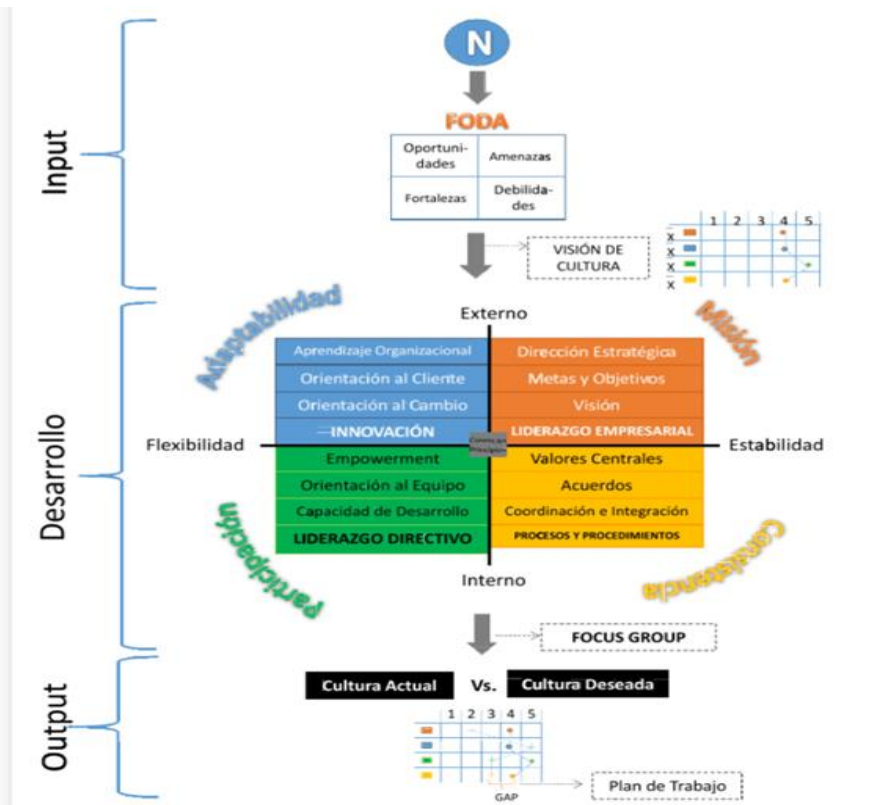 Input
N
FODA
Oportuni-
dades
Amenazas
Fortalezas
Debilida-
des
VISIÓN DE
CULTURA
1 2 3 4 5
X
X
X
X
Desarrollo
Adaptabilidad
Externo
Misión
Aprendizaje Organizacional
Dirección Estratégica
Orientación al Cliente
Metas y Objetivos
Orientación al Cambio
Visión
INNOVACIÓN
LIDERAZGO EMPRESARIAL
Flexibilidad
Estabilidad
Empowerment
Valores Centrales
Orientación al Equipo
Acuerdos
Capacidad de Desarrollo
Coordinación e Integración
LIDERAZGO DIRECTIVO
PROCESOS Y PROCEDIMIENTOS
Participación
Consistencia
Interno
FOCUS GROUP
Output
Cultura Actual Vs. Cultura Deseada
1 2 3 4 5
GAP
Plan de Trabajo